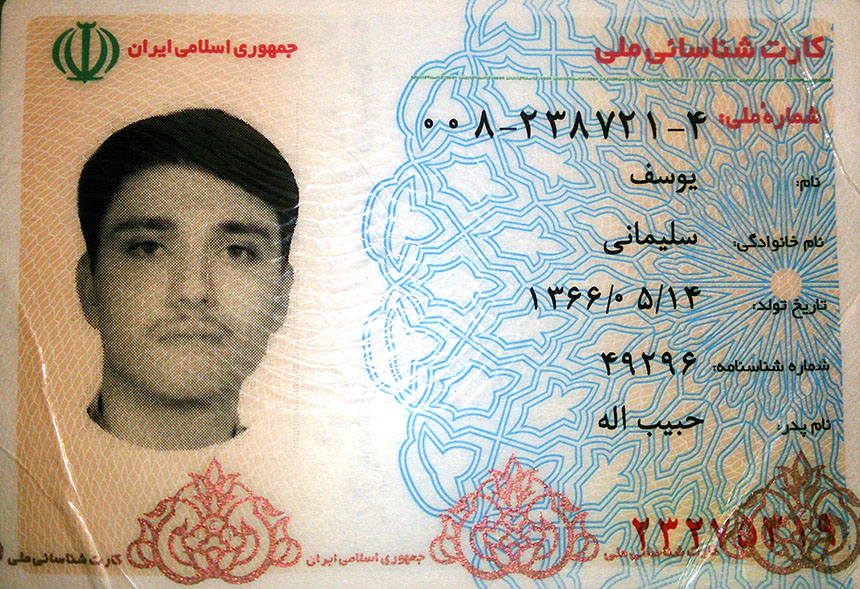 جمهوری اسلامی ایران
کارت شناسائی ملی
شماره ملی: ۰۰۸-۲۳۸۷۲۱-۴
نام: یوسف
نام خانوادگی: سلیمانی
تاریخ تولد: ۱۳۶۶/۰۵/۱۴
شماره شناسنامه: ۴۹۲۹۶
نام پدر: حبیب اله
۲۳۲۷۵۳۱۹
کارت شناسائی ملی جمهوری اسلامی ایران کارت شناسائی ملی